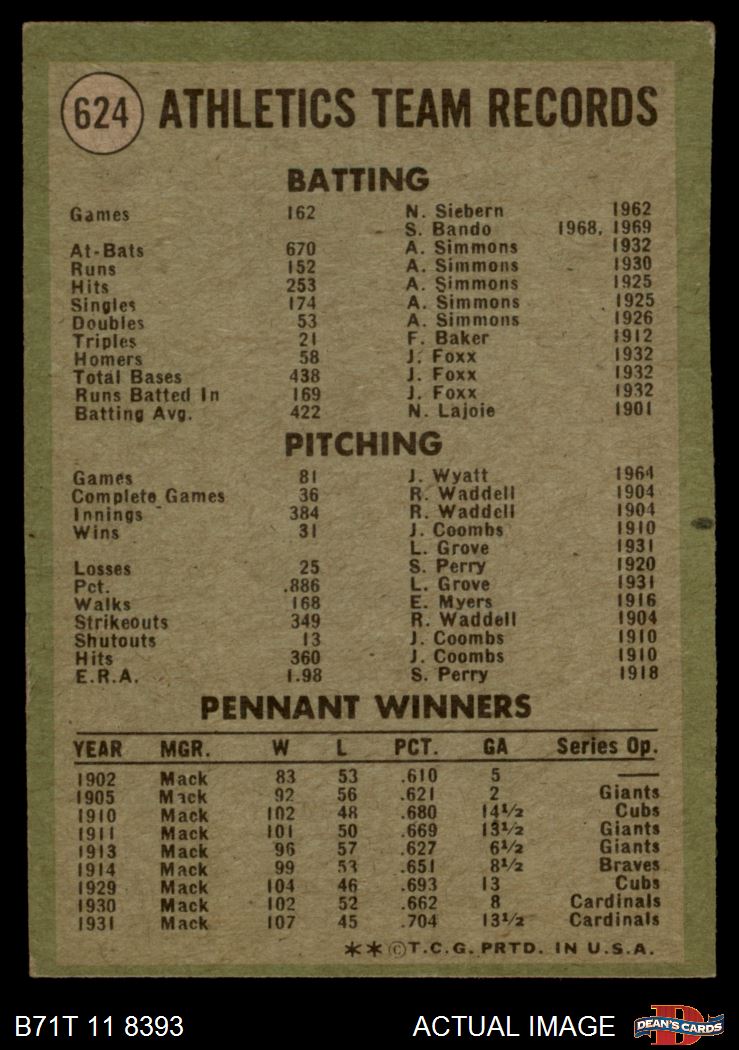 624 ATHLETICS TEAM RECORDS
BATTING
Games 162 N. Siebern 1962
S. Bando 1968, 1969
At-Bats 670 A. Simmons 1932
Runs 152 A. Simmons 1930
Hits 253 A. Simmons 1925
Singles 174 A. Simmons 1925
Doubles 53 A. Simmons 1926
Triples 21 F. Baker 1912
Homers 58 J. Foxx 1932
Total Bases 438 J. Foxx 1932
Runs Batted In 169 J. Foxx 1932
Batting Avg. 422 N. Lajoie 1901
PITCHING
Games 81 J. Wyatt 1964
Complete Games 36 R. Waddell 1904
Innings 384 R. Waddell 1904
Wins 31 J. Coombs 1910
L. Grove 1931
Losses 25 S. Perry 1920
Pct. .886 L. Grove 1931
Walks 168 E. Myers 1916
Strikeouts 349 R. Waddell 1904
Shutouts 13 J. Coombs 1910
Hits 360 J. Coombs 1910
E.R.A. 1.98 S. Perry 1918
PENNANT WINNERS
YEAR MGR. W L PCT. GA Series Op.
1902 Mack 83 53 .610 5 ——
1905 Mack 92 56 .621 2 Giants
1910 Mack 102 48 .680 14½ Cubs
1911 Mack 101 50 .669 13½ Giants
1913 Mack 96 57 .627 6½ Giants
1914 Mack 99 53 .651 8½ Braves
1929 Mack 104 46 .693 13 Cubs
1930 Mack 102 52 .662 8 Cardinals
1931 Mack 107 45 .704 13½ Cardinals
**©T.C.G. PRTD. IN U.S.A.
B71T 11 8393 ACTUAL IMAGE DEAN'S CARDS